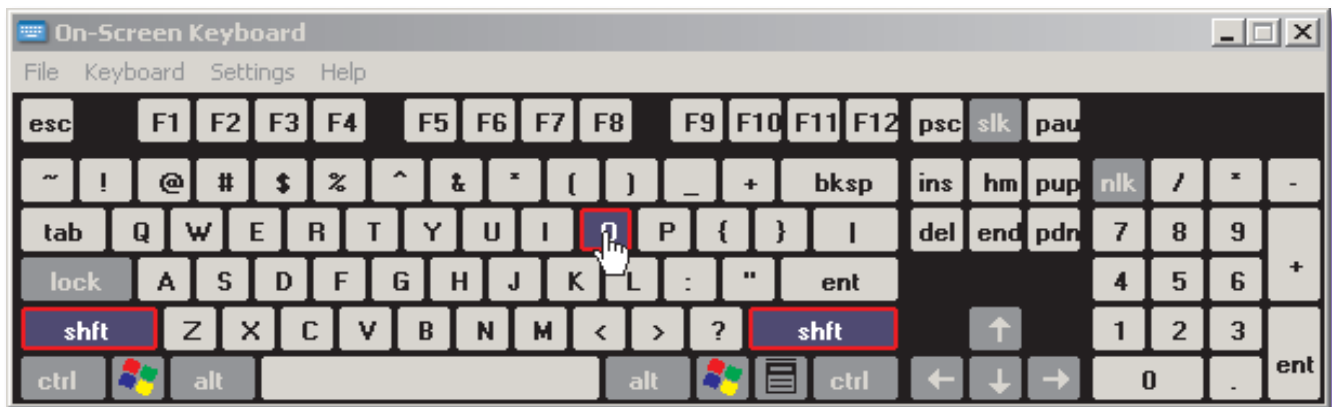 On-Screen Keyboard
File Keyboard Settings Help
esc F1 F2 F3 F4 F5 F6 F7 F8 F9 F10 F11 F12 psc slk pau
~ ! @ # $ % ^ & * ( ) _ + bksp ins hm pup nlk / * -
tab Q W E R T Y U I O P { } | del end pdn 7 8 9 +
lock A S D F G H J K L : " ent 4 5 6
shft Z X C V B N M < > ? shft ↑ 1 2 3 ent
ctrl alt alt ctrl ← ↓ → 0 .